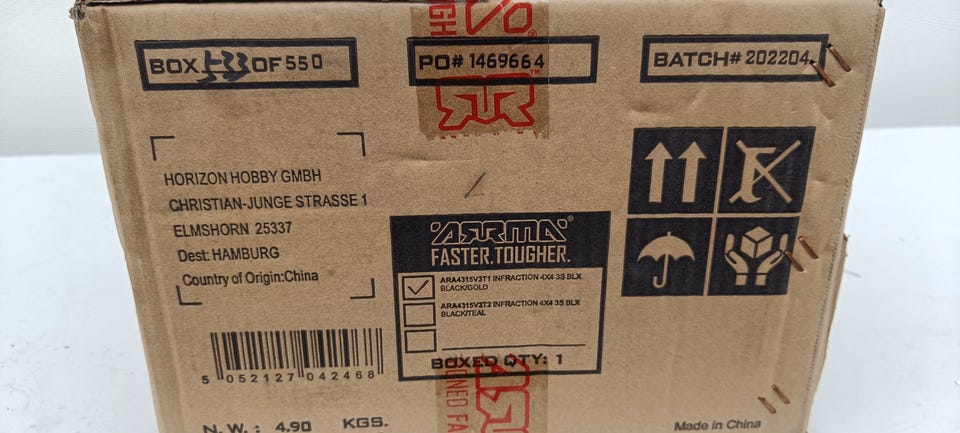 BOX 533 OF 550
PO# 1469664
BATCH# 202204
HORIZON HOBBY GMBH
CHRISTIAN-JUNGE STRASSE 1
ELMSHORN 25337
Dest: HAMBURG
Country of Origin:China
ARRMA®
FASTER.TOUGHER.
ARA4315V3T1 INFRACTION 4X4 3S BLX
BLACK/GOLD
ARA4315V3T2 INFRACTION 4X4 3S BLX
BLACK/TEAL
BOXED QTY: 1
5 052127 042468
N. W. : 4.90 KGS.
Made in China